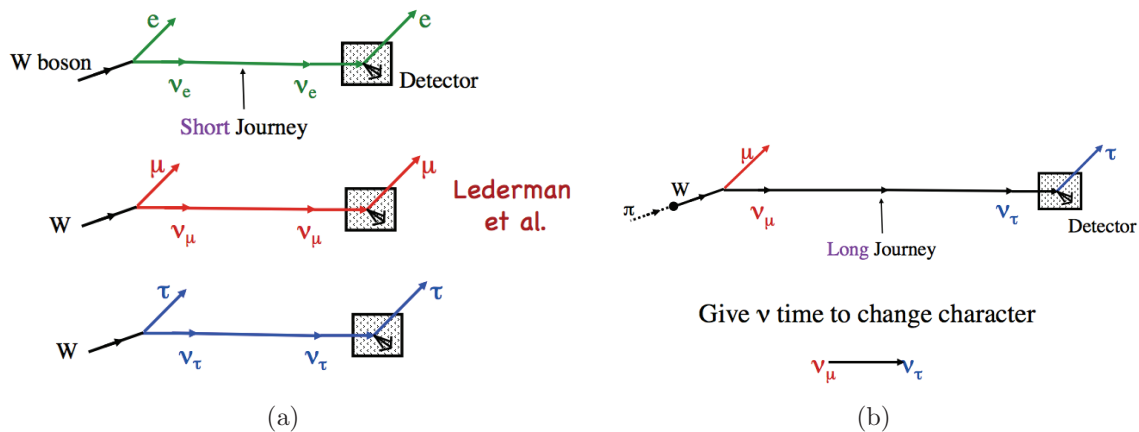 e
e
W boson
νe
νe
Detector
Short Journey
μ
μ
Lederman
et al.
W
νμ
νμ
τ
τ
W
ντ
ντ
(a)
μ
τ
W
π
νμ
ντ
Detector
Long Journey
Give ν time to change character
νμ ντ
(b)